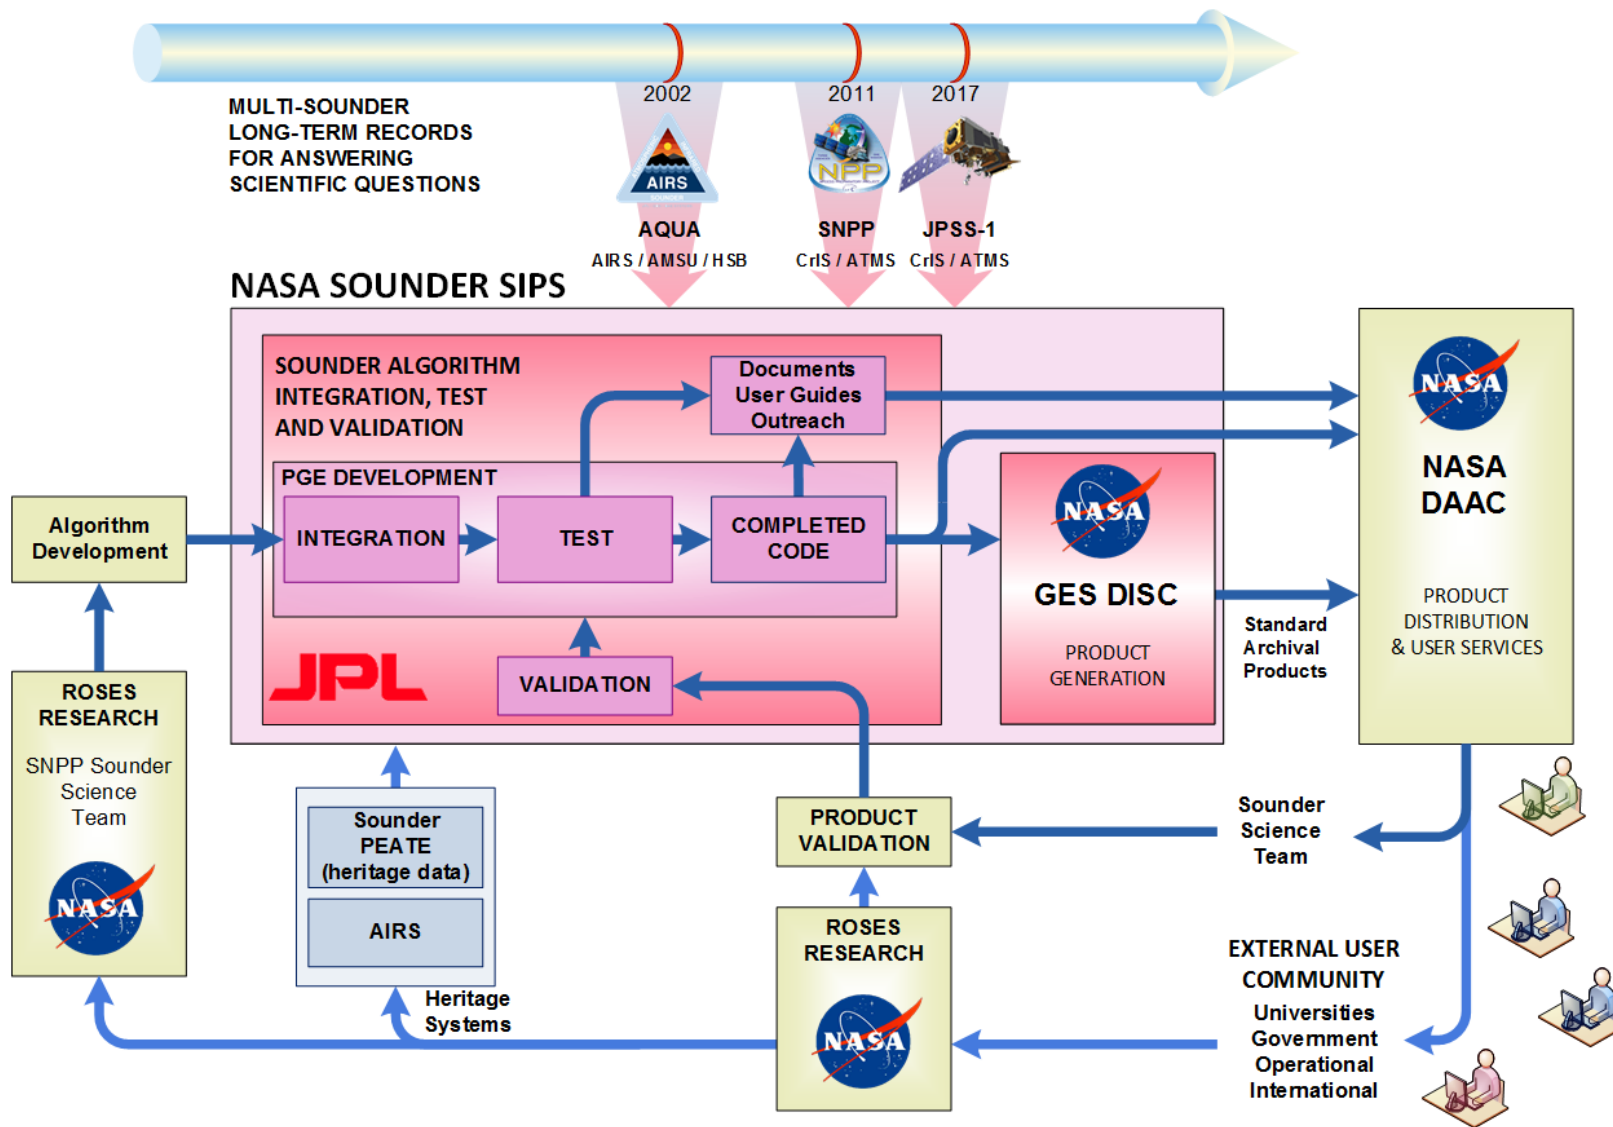 MULTI-SOUNDER
LONG-TERM RECORDS
FOR ANSWERING
SCIENTIFIC QUESTIONS
2002
2011
2017
AIRS
SOUNDER
NPP
AQUA
SNPP
JPSS-1
AIRS / AMSU / HSB
CrIS / ATMS
CrIS / ATMS
NASA SOUNDER SIPS
SOUNDER ALGORITHM
INTEGRATION, TEST
AND VALIDATION
Documents
User Guides
Outreach
PGE DEVELOPMENT
INTEGRATION
TEST
COMPLETED
CODE
Algorithm
Development
NASA
GES DISC
PRODUCT
GENERATION
NASA
NASA
DAAC
PRODUCT
DISTRIBUTION
& USER SERVICES
Standard
Archival
Products
JPL
VALIDATION
ROSES
RESEARCH
SNPP Sounder
Science
Team
NASA
Sounder
PEATE
(heritage data)
AIRS
Heritage
Systems
PRODUCT
VALIDATION
ROSES
RESEARCH
NASA
Sounder
Science
Team
EXTERNAL USER
COMMUNITY
Universities
Government
Operational
International